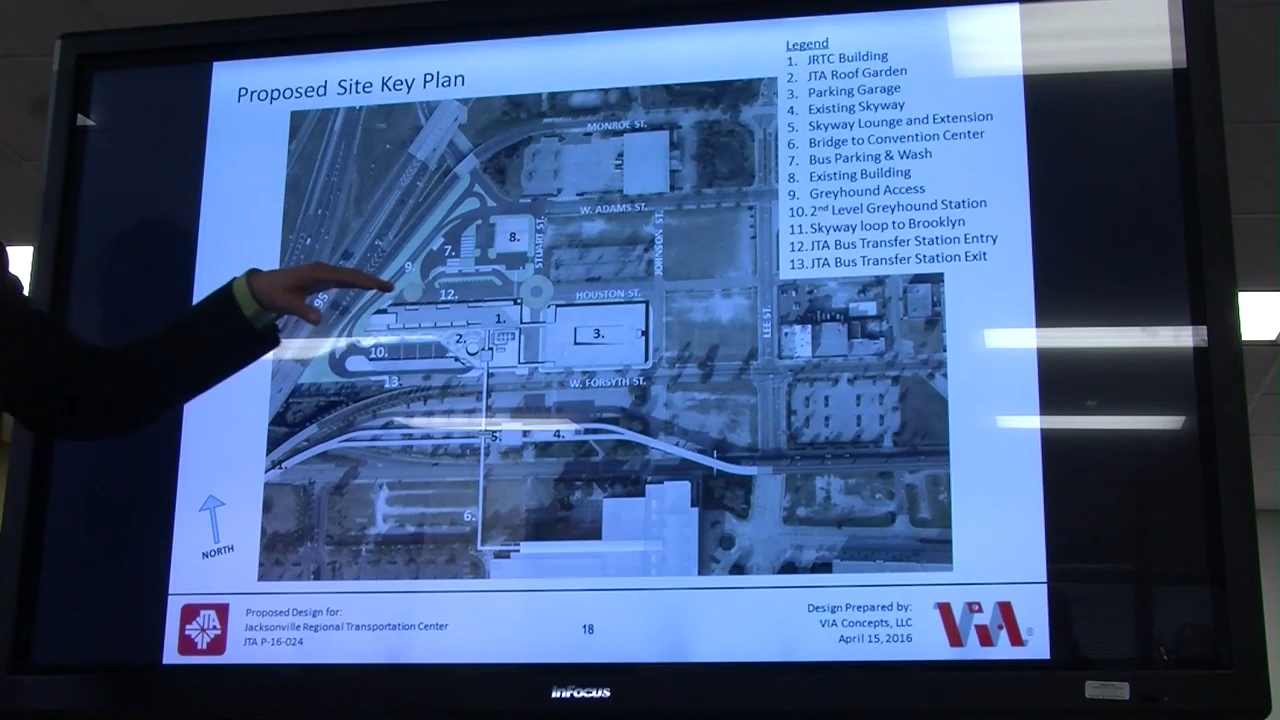 Proposed Site Key Plan
Legend
1. JRTC Building
2. JTA Roof Garden
3. Parking Garage
4. Existing Skyway
5. Skyway Lounge and Extension
6. Bridge to Convention Center
7. Bus Parking & Wash
8. Existing Building
9. Greyhound Access
10. 2nd Level Greyhound Station
11. Skyway loop to Brooklyn
12. JTA Bus Transfer Station Entry
13. JTA Bus Transfer Station Exit
MONROE ST.
W. ADAMS ST.
STUART ST.
JOHNSON ST.
8.
7.
9.
12.
HOUSTON ST.
95
1.
2.
3.
LEE ST.
10.
13.
W. FORSYTH ST.
5.
4.
11.
6.
NORTH
JTA
Proposed Design for:
Jacksonville Regional Transportation Center
JTA P-16-024
18
Design Prepared by:
VIA Concepts, LLC
April 15, 2016
VIA
InFocus